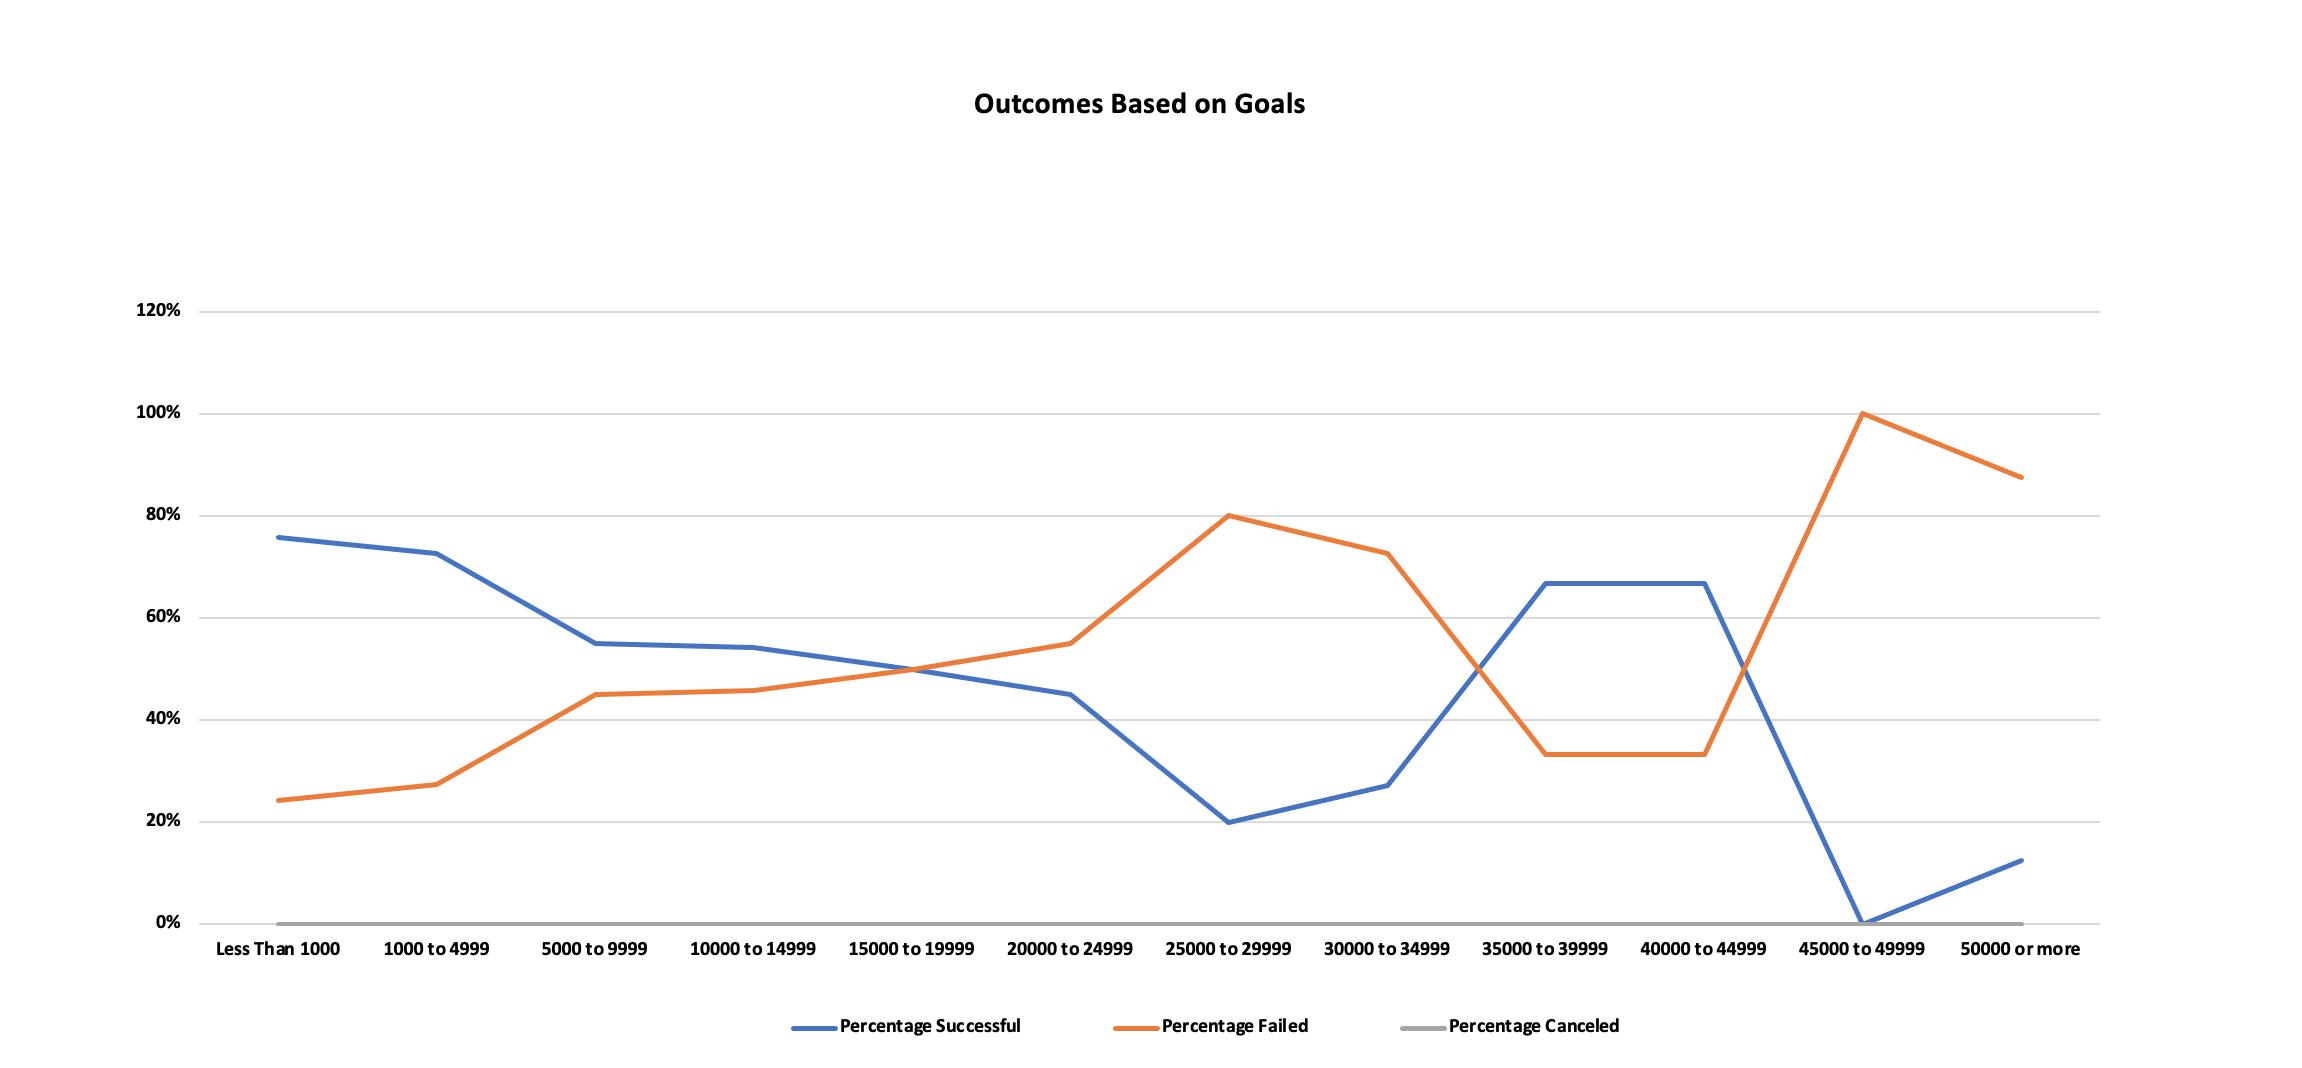 Outcomes Based on Goals
120%
100%
80%
60%
40%
20%
0%
Less Than 1000 1000 to 4999 5000 to 9999 10000 to 14999 15000 to 19999 20000 to 24999 25000 to 29999 30000 to 34999 35000 to 39999 40000 to 44999 45000 to 49999 50000 or more
Percentage Successful Percentage Failed Percentage Canceled